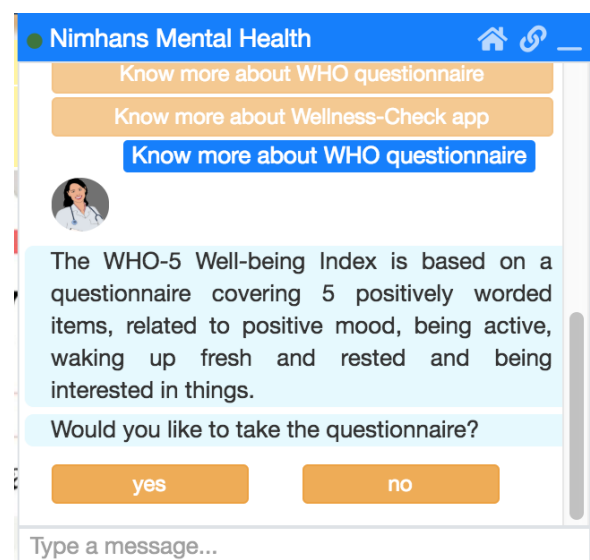 Nimhans Mental Health
Know more about WHO questionnaire
Know more about Wellness-Check app
Know more about WHO questionnaire
The WHO-5 Well-being Index is based on a
questionnaire covering 5 positively worded
items, related to positive mood, being active,
waking up fresh and rested and being
interested in things.
Would you like to take the questionnaire?
yes no
Type a message...